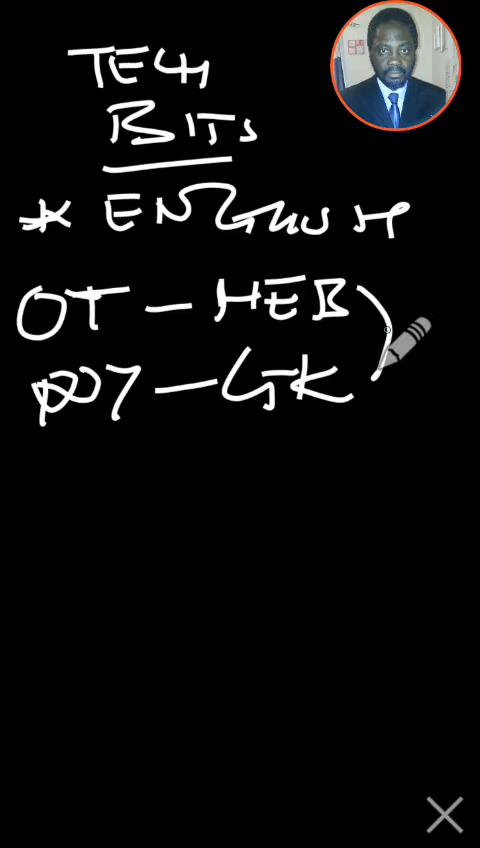 TECH
BITS
* ENGLISH
OT - HEB)
NT - GK